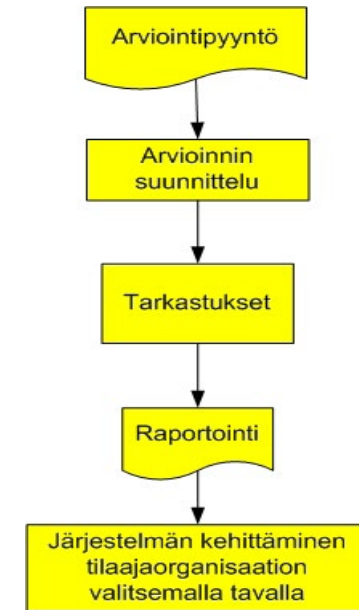 Arviointipyyntö
Arvioinnin
suunnittelu
Tarkastukset
Raportointi
Järjestelmän kehittäminen
tilaajaorganisaation
valitsemalla tavalla